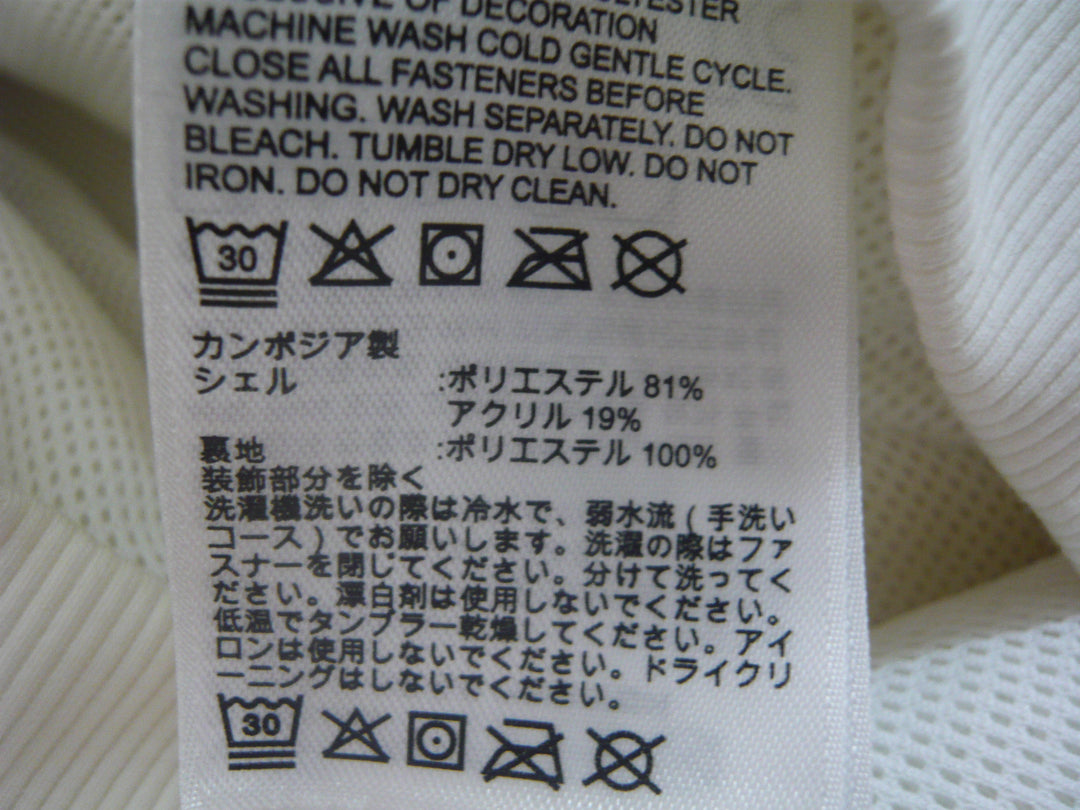 OF DECORATION
MACHINE WASH COLD GENTLE CYCLE.
CLOSE ALL FASTENERS BEFORE
WASHING. WASH SEPARATELY. DO NOT
BLEACH. TUMBLE DRY LOW. DO NOT
IRON. DO NOT DRY CLEAN.
30
カンボジア製
シェル :ポリエステル 81%
アクリル 19%
裏地 :ポリエステル 100%
装飾部分を除く
洗濯機洗いの際は冷水で、弱水流(手洗い
コース)でお願いします。洗濯の際はファ
スナーを閉じてください。分けて洗ってく
ださい。漂白剤は使用しないでください。
低温でタンブラー乾燥してください。アイ
ロンは使用しないでください。ドライクリ
ーニングはしないでください。
30